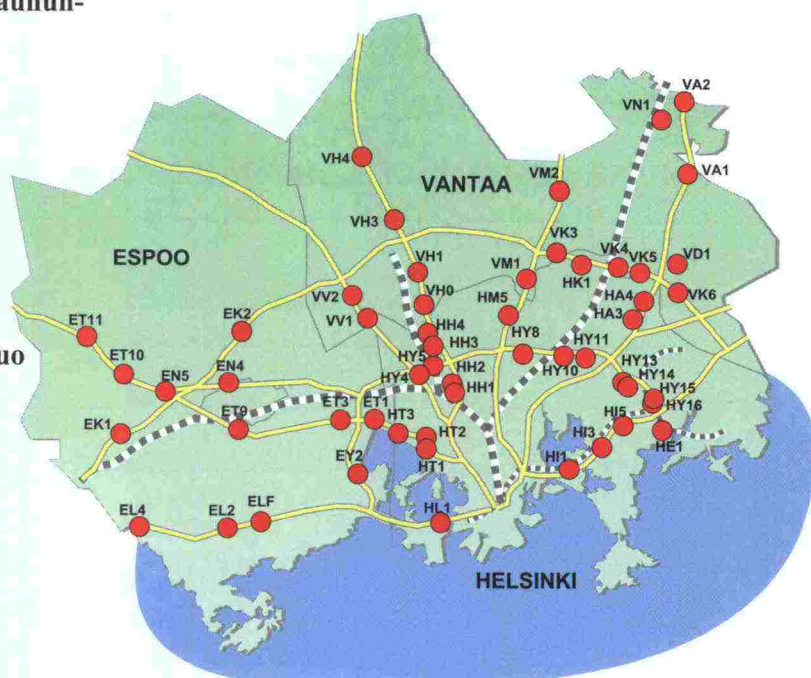 aunun-
VA2
VN1
VH4
VANTAA
VM2
VA1
VH3
VK3
ESPOO
VK4
VK5
VD1
VH1
VM1
HK1
VV2
VH0
HA4
VK6
EK2
VV1
HM5
HA3
ET11
HH4
HY8
HY11
HH3
uo
ET10
EN4
HY5
HH2
HY10
HY13
EN5
HY4
HY14
HH1
HY15
ET3
ET1
HY16
EK1
ET9
HT3
HI5
HT2
HI3
HE1
EY2
HT1
HI1
EL4
EL2
ELF
HL1
HELSINKI